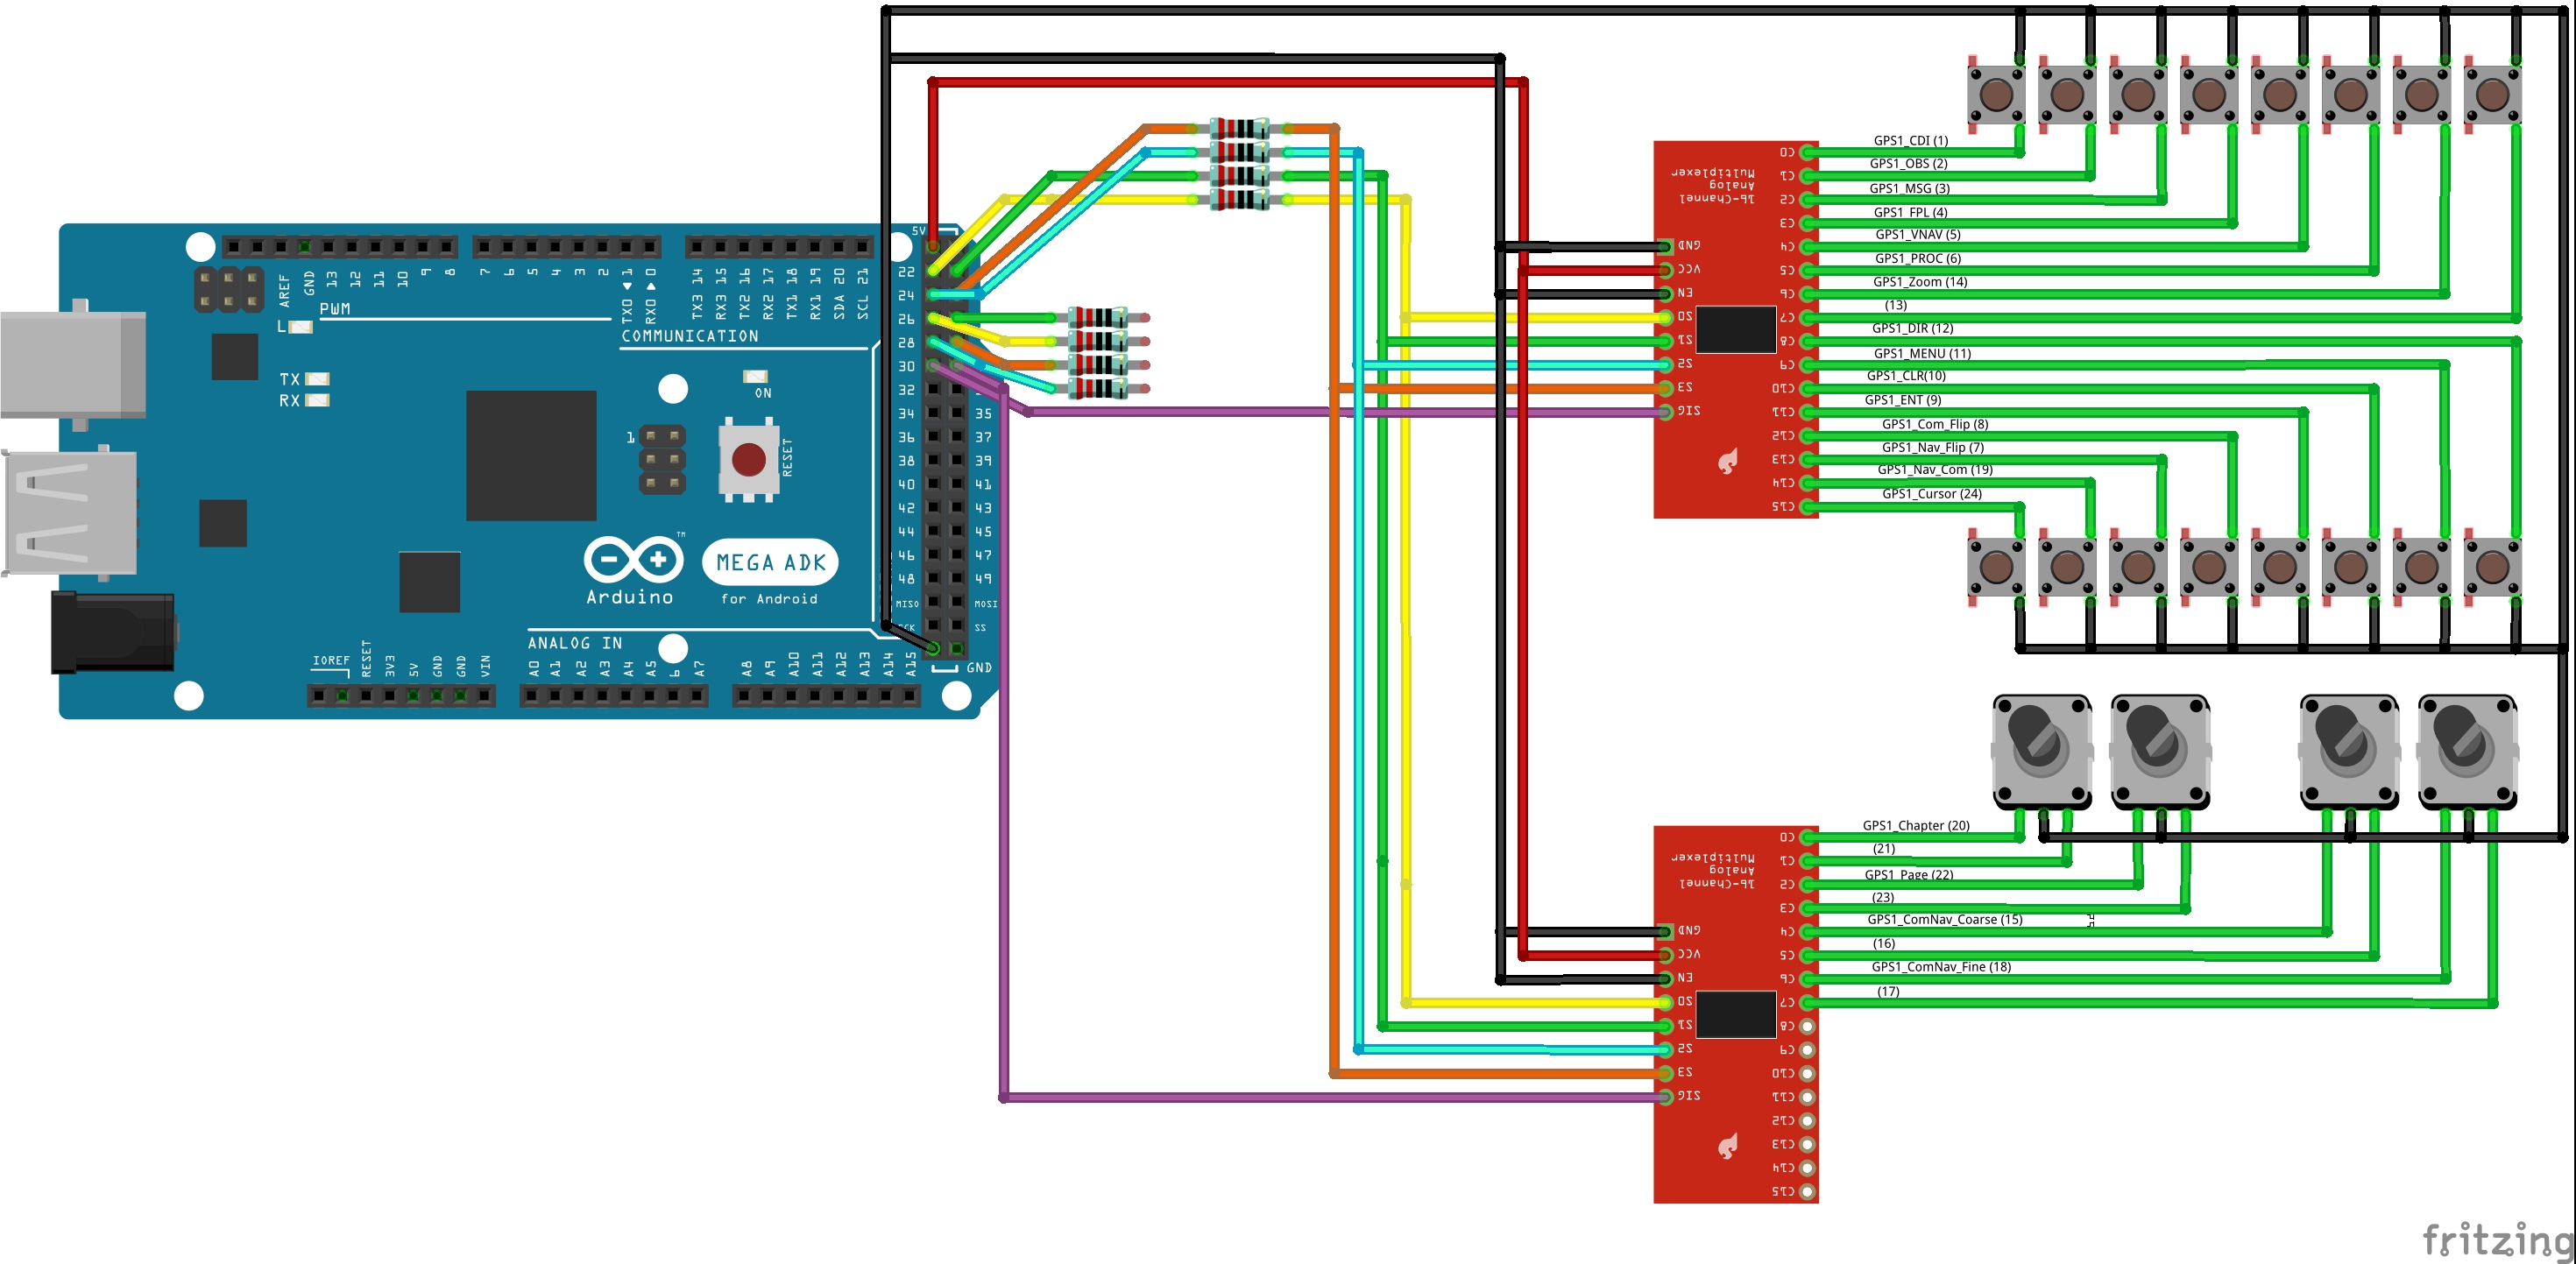 5V
AREF
GND
13
12
11
10
9
8
7
6
5
4
3
2
TX0 1
RX0 0
TX3 14
RX3 15
TX2 16
RX2 17
TX1 18
RX1 19
SDA 20
SCL 21
PWM
COMMUNICATION
L
TX
RX
ON
1
RESET
22
24
26
28
30
32
34
35
36
37
38
39
40
41
42
43
44
45
46
47
48
49
MISO
MOSI
SS
GND
Arduino
TM
MEGA ADK
for Android
ANALOG IN
IOREF
RESET
3V3
5V
GND
GND
VIN
A0
A1
A2
A3
A4
A5
A7
A8
A9
A10
A11
A12
A13
A14
A15
16-Channel
Analog
Multiplexer
GND
VCC
EN
S0
S1
S2
S3
SIG
C0
C1
C2
C3
C4
C5
C6
C7
C8
C9
C10
C11
C12
C13
C14
C15
GPS1_CDI (1)
GPS1_OBS (2)
GPS1_MSG (3)
GPS1_FPL (4)
GPS1_VNAV (5)
GPS1_PROC (6)
GPS1_Zoom (14)
(13)
GPS1_DIR (12)
GPS1_MENU (11)
GPS1_CLR(10)
GPS1_ENT (9)
GPS1_Com_Flip (8)
GPS1_Nav_Flip (7)
GPS1_Nav_Com (19)
GPS1_Cursor (24)
16-Channel
Analog
Multiplexer
GND
VCC
EN
S0
S1
S2
S3
SIG
C0
C1
C2
C3
C4
C5
C6
C7
C8
C9
C10
C11
C12
C13
C14
C15
GPS1_Chapter (20)
(21)
GPS1_Page (22)
(23)
GPS1_ComNav_Coarse (15)
(16)
GPS1_ComNav_Fine (18)
(17)
fritzing